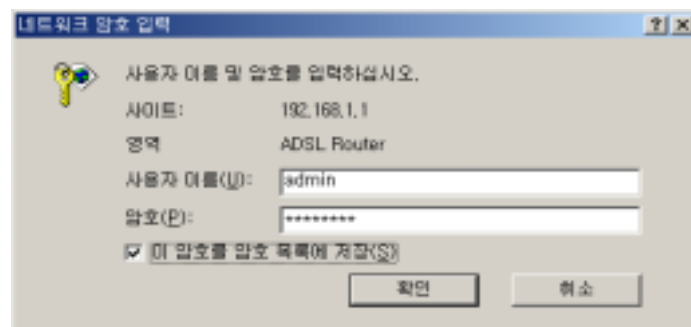 네트워크 암호 입력
사용자 이름 및 암호를 입력하십시오.
사이트: 192.168.1.1
영역 ADSL Router
사용자 이름(U): admin
암호(P): ********
이 암호를 암호 목록에 저장(S)
확인 취소